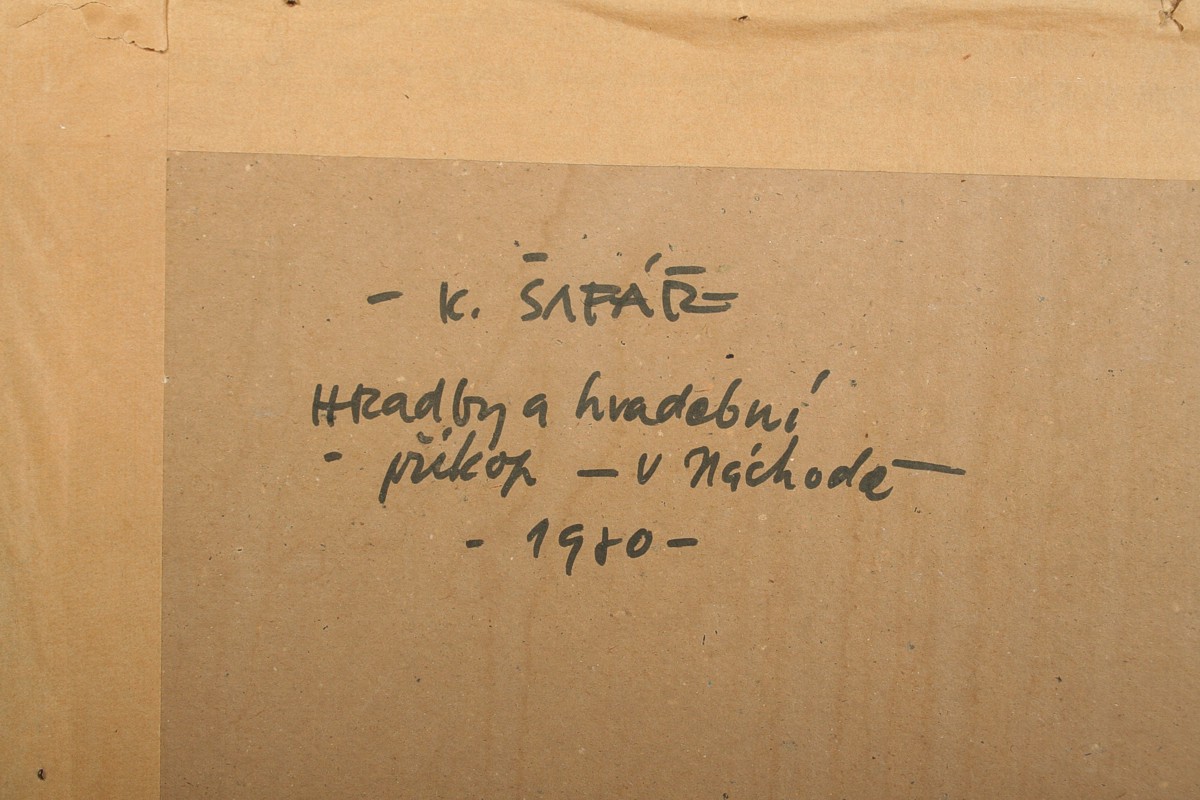 - K. ŠAFÁŘ -
Hradby a hradební
- příkop - v Náchodě -
- 1980 -